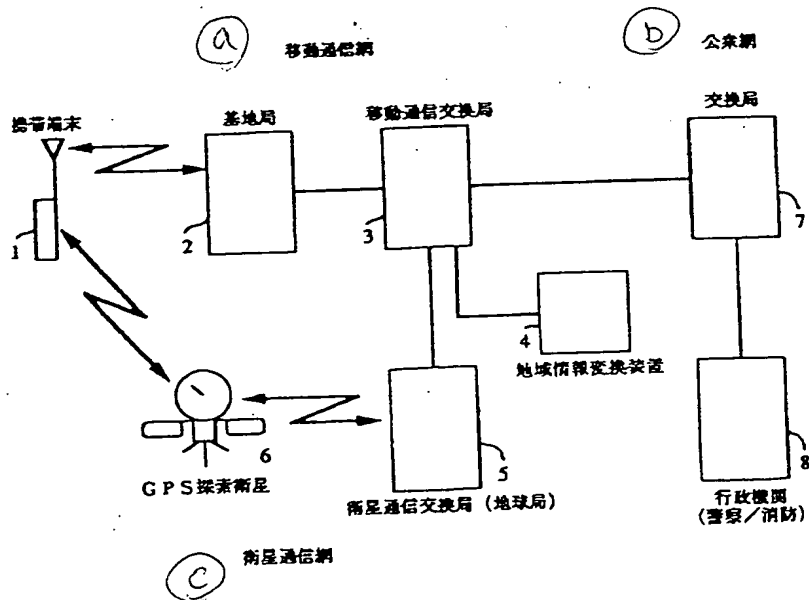 a 移動通信網
b 公衆網
携帯端末
基地局
移動通信交換局
交換局
1
2
3
7
4
地域情報変換装置
6
5
8
GPS探索衛星
衛星通信交換局(地球局)
行政機関
(警察/消防)
c 衛星通信網